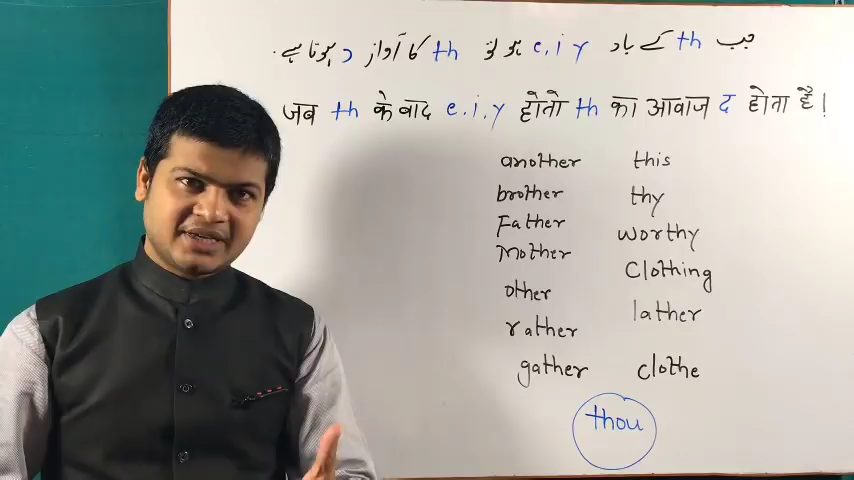 جب th کے باد e, i y ہو تو th کا آواز د ہوتا ہے۔
जब th के बाद e, i, y होतो th का आवाज द होता है!
another this
brother thy
Father worthy
Mother Clothing
other lather
rather clothe
gather
thou